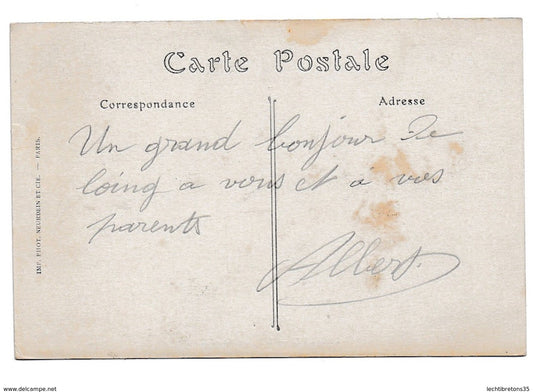 Carte Postale
Correspondance
Adresse
Un grand bonjour De
loing a vous et a vos
parents
Albert
IMP. PHOT. NEURDEIN ET CIE. — PARIS.
delcampe.net
lechtibretons35